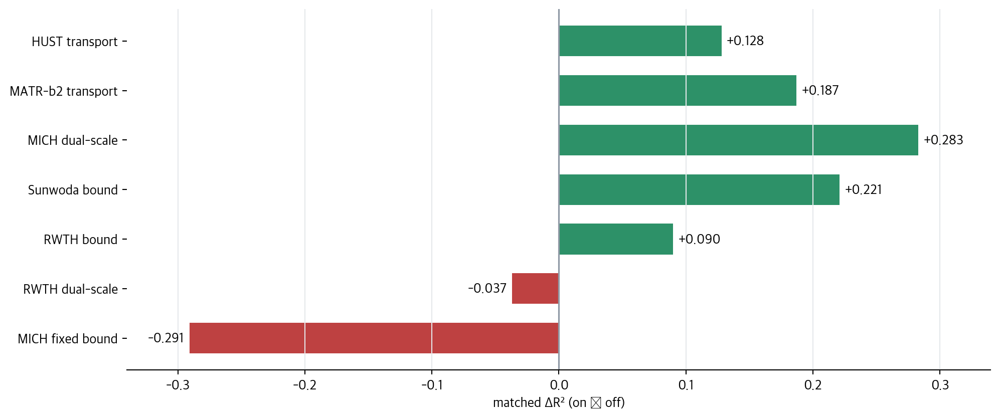 HUST transport
+0.128
MATR-b2 transport
+0.187
MICH dual-scale
+0.283
Sunwoda bound
+0.221
RWTH bound
+0.090
RWTH dual-scale
-0.037
MICH fixed bound
-0.291
-0.3 -0.2 -0.1 0.0 0.1 0.2 0.3
matched ΔR² (on off)